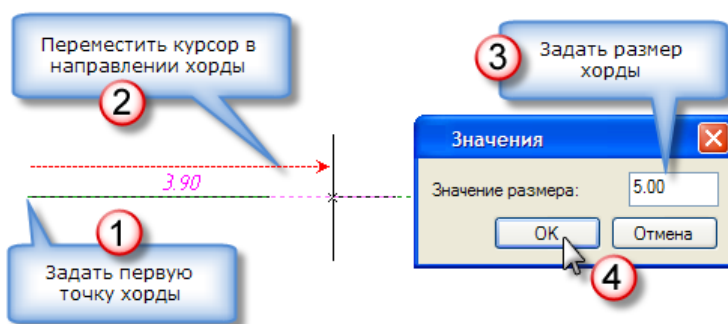 Переместить курсор в
направлении хорды
2
3
Задать размер
хорды
3.90
1
Задать первую
точку хорды
Значения
Значение размера:
5.00
OK
Отмена
4